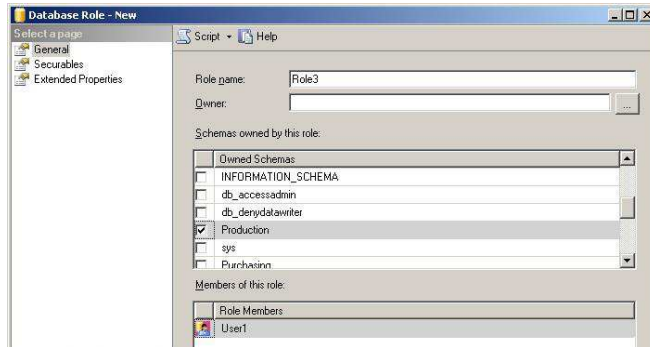 Database Role - New
Select a page
General
Securables
Extended Properties
Script Help
Role name: Role3
Owner:
...
Schemas owned by this role:
Owned Schemas
INFORMATION_SCHEMA
db_accessadmin
db_denydatawriter
Production
sys
Purchasing
Members of this role:
Role Members
User1